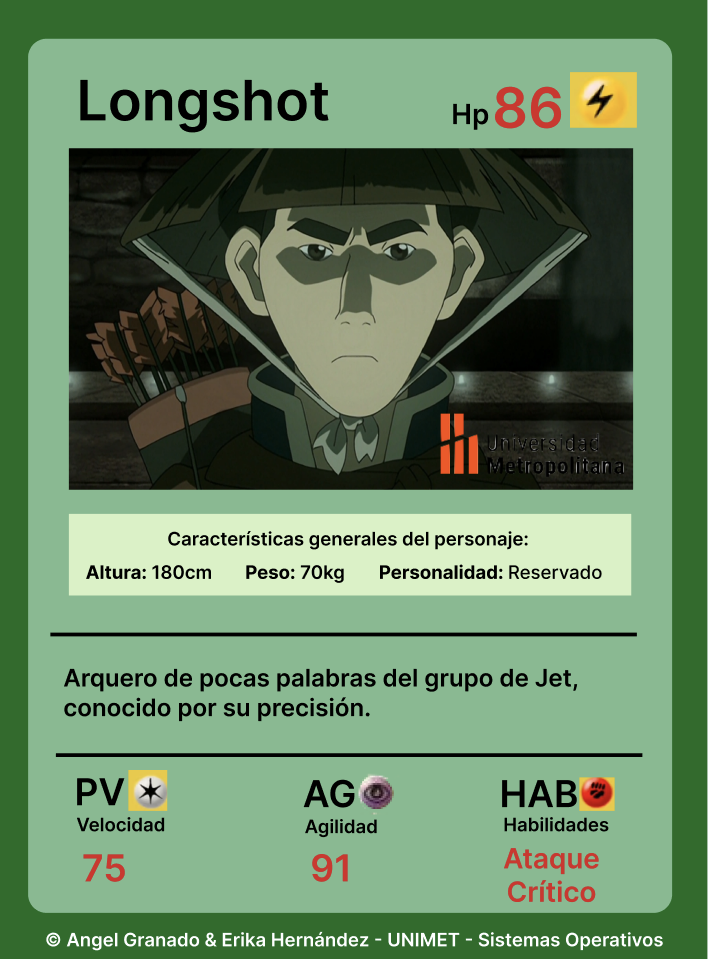 Longshot
Hp 86
Universidad
Metropolitana
Características generales del personaje:
Altura: 180cm Peso: 70kg Personalidad: Reservado
Arquero de pocas palabras del grupo de Jet,
conocido por su precisión.
PV AG HAB
Velocidad Agilidad Habilidades
75 91 Ataque
Crítico
© Angel Granado & Erika Hernández - UNIMET - Sistemas Operativos